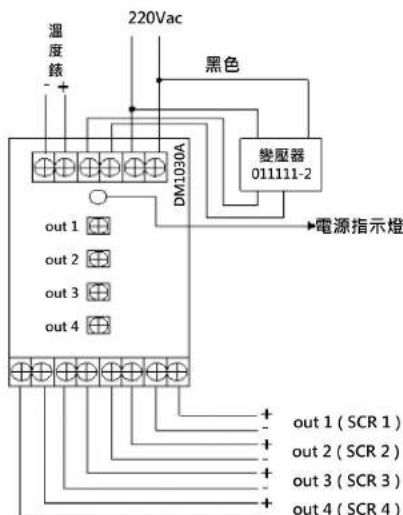 220Vac
溫度錶
- +
黑色
變壓器
011111-2
DM1030A
電源指示燈
out 1
out 2
out 3
out 4
+
- out 1 ( SCR 1 )
+
- out 2 ( SCR 2 )
+
- out 3 ( SCR 3 )
+ out 4 ( SCR 4 )